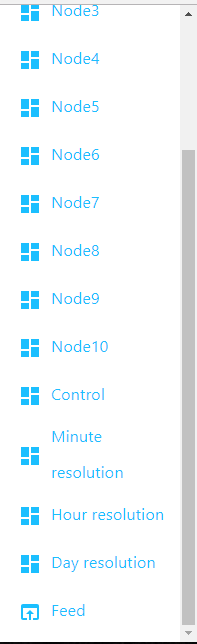 Node3
Node4
Node5
Node6
Node7
Node8
Node9
Node10
Control
Minute
resolution
Hour resolution
Day resolution
Feed